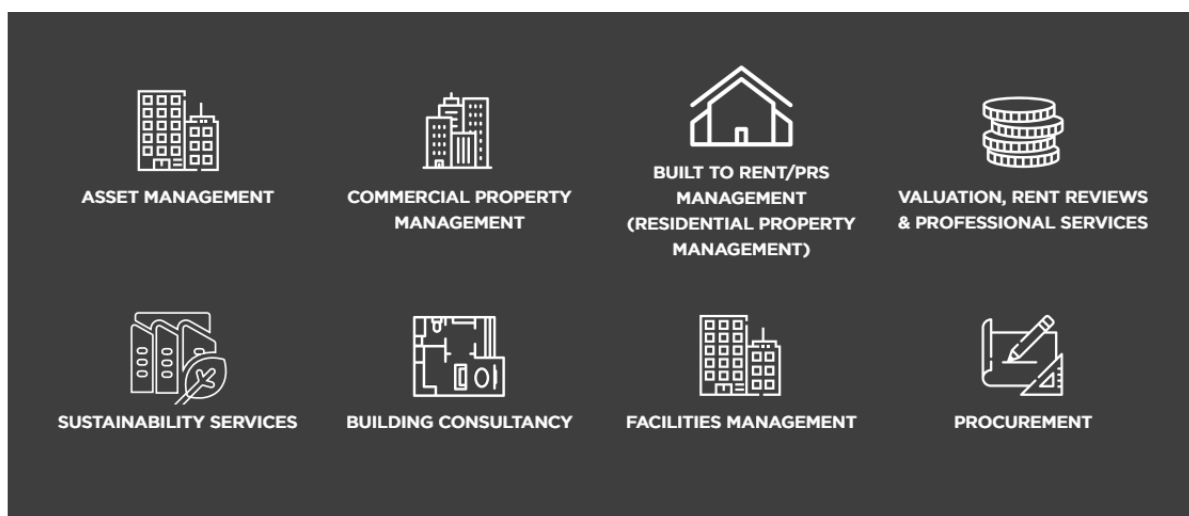 ASSET MANAGEMENT
COMMERCIAL PROPERTY
MANAGEMENT
BUILT TO RENT/PRS
MANAGEMENT
(RESIDENTIAL PROPERTY
MANAGEMENT)
VALUATION, RENT REVIEWS
& PROFESSIONAL SERVICES
SUSTAINABILITY SERVICES
BUILDING CONSULTANCY
FACILITIES MANAGEMENT
PROCUREMENT